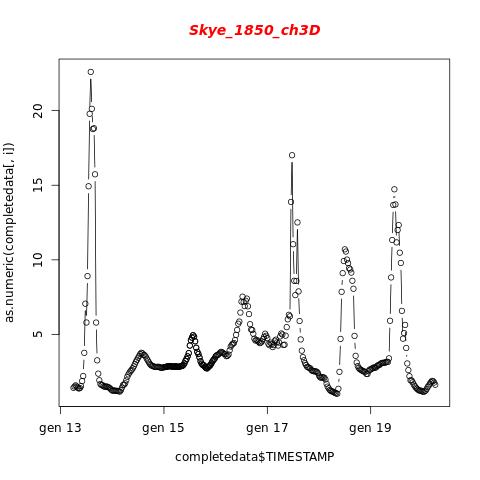 Skye_1850_ch3D
as.numeric(completedata[, i])
20
15
10
5
gen 13
gen 15
gen 17
gen 19
completedata$TIMESTAMP